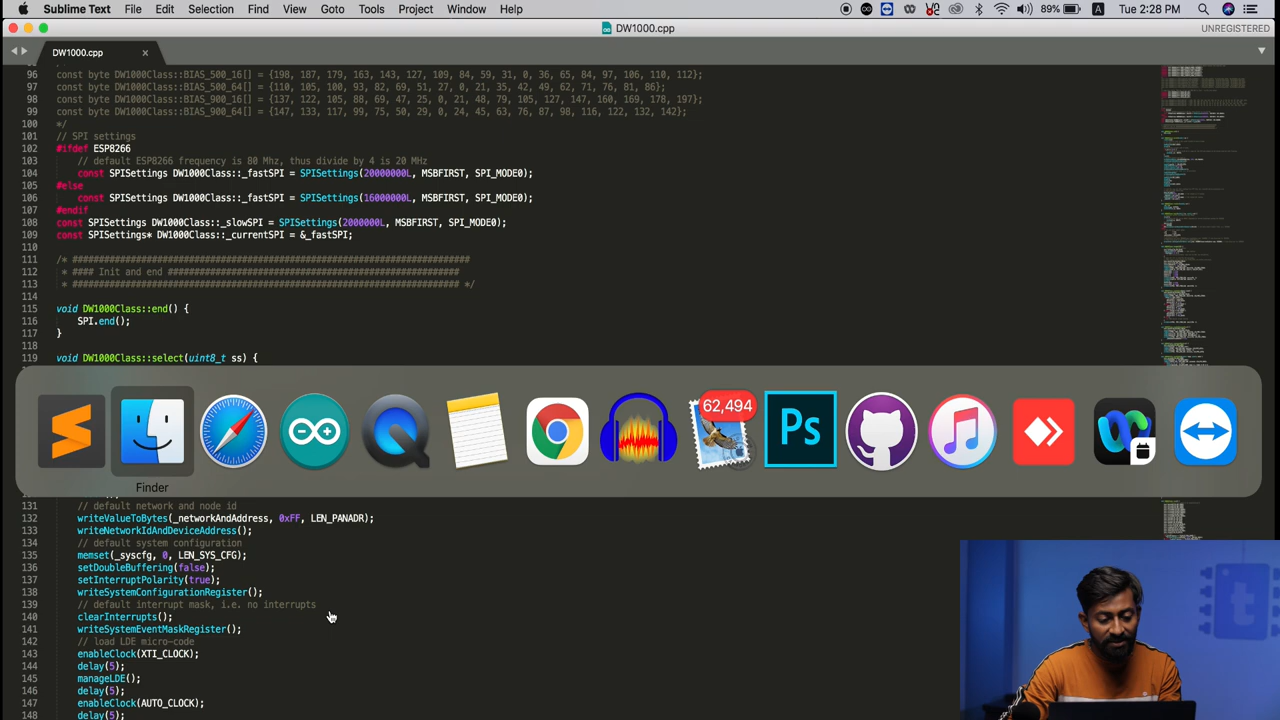 Sublime Text File Edit Selection Find View Goto Tools Project Window Help 89% A Tue 2:28 PM
DW1000.cpp UNREGISTERED
DW1000.cpp
96 const byte DW1000Class::BIAS_500_16[] = {198, 187, 179, 163, 143, 127, 109, 84, 59, 31, 0, 36, 65, 84, 97, 106, 110, 112};
97 const byte DW1000Class::BIAS_500_64[] = {110, 105, 100, 93, 82, 69, 51, 27, 0, 21, 35, 42, 49, 62, 71, 76, 81, 86};
98 const byte DW1000Class::BIAS_900_16[] = {137, 122, 105, 88, 69, 47, 25, 0, 21, 48, 79, 105, 127, 147, 160, 169, 178, 197};
99 const byte DW1000Class::BIAS_900_64[] = {147, 133, 117, 99, 75, 50, 29, 0, 24, 45, 63, 76, 87, 98, 116, 122, 132, 142};
100 */
101 // SPI settings
102 #ifdef ESP8266
103 // default ESP8266 frequency is 80 Mhz, thus divide by 4 is 20 MHz
104 const SPISettings DW1000Class::_fastSPI = SPISettings(20000000L, MSBFIRST, SPI_MODE0);
105 #else
106 const SPISettings DW1000Class::_fastSPI = SPISettings(16000000L, MSBFIRST, SPI_MODE0);
107 #endif
108 const SPISettings DW1000Class::_slowSPI = SPISettings(2000000L, MSBFIRST, SPI_MODE0);
109 const SPISettings* DW1000Class::_currentSPI = &_fastSPI;
110
111 /* ###########################################################################
112 * #### Init and end #######################################################
113 * ######################################################################### */
114
115 void DW1000Class::end() {
116 SPI.end();
117 }
118
119 void DW1000Class::select(uint8_t ss) {
62,494
Ps
Finder
131 // default network and node id
132 writeValueToBytes(_networkAndAddress, 0xFF, LEN_PANADR);
133 writeNetworkIdAndDeviceAddress();
134 // default system configuration
135 memset(_syscfg, 0, LEN_SYS_CFG);
136 setDoubleBuffering(false);
137 setInterruptPolarity(true);
138 writeSystemConfigurationRegister();
139 // default interrupt mask, i.e. no interrupts
140 clearInterrupts();
141 writeSystemEventMaskRegister();
142 // load LDE micro-code
143 enableClock(XTI_CLOCK);
144 delay(5);
145 manageLDE();
146 delay(5);
147 enableClock(AUTO_CLOCK);
148 delay(5);